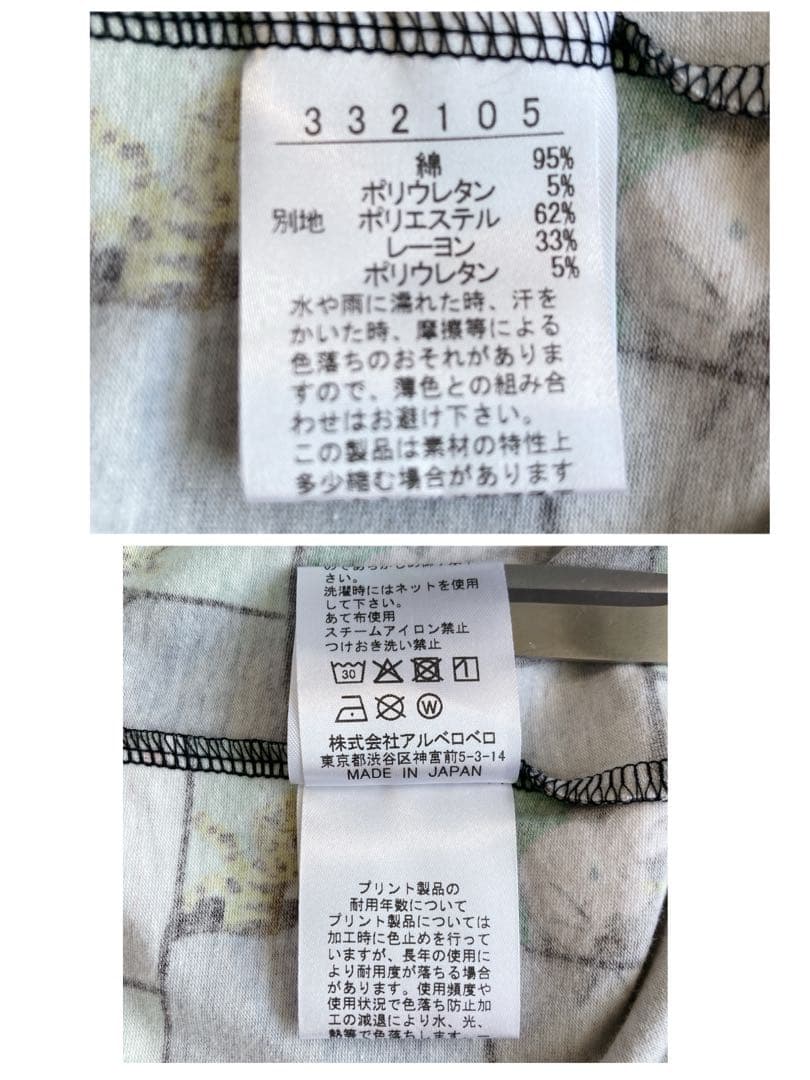 332105
綿 95%
ポリウレタン 5%
別地 ポリエステル 62%
レーヨン 33%
ポリウレタン 5%
水や雨に濡れた時、汗を
かいた時、摩擦等による
色落ちのおそれがありま
すので、薄色との組み合
わせはお避け下さい。
この製品は素材の特性上
多少縮む場合があります
さい。
洗濯時にはネットを使用
して下さい。
あて布使用
スチームアイロン禁止
つけおき洗い禁止
30
W
株式会社アルベロベロ
東京都渋谷区神宮前5-3-14
MADE IN JAPAN
プリント製品の
耐用年数について
プリント製品については
加工時に色止めを行って
いますが、長年の使用に
より耐用度が落ちる場合
があります。使用頻度や
使用状況で色落ち防止加
工の減退により水、光、
熱等で色落ちします。一